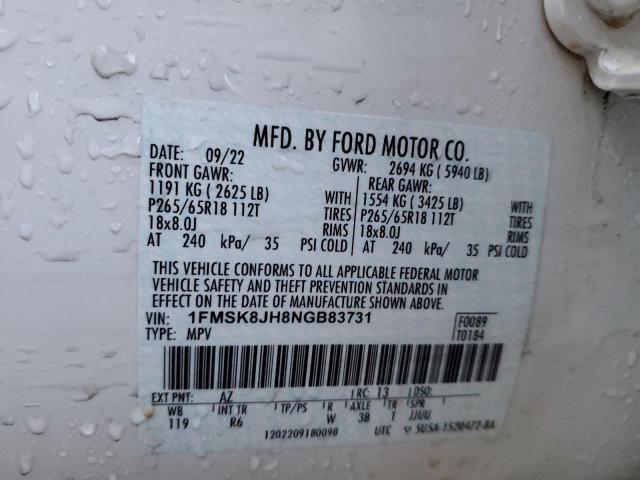 MFD. BY FORD MOTOR CO.
DATE: 09/22 GVWR: 2694 KG ( 5940 LB)
FRONT GAWR: REAR GAWR:
1191 KG ( 2625 LB) WITH 1554 KG ( 3425 LB) WITH
P265/65R18 112T TIRES P265/65R18 112T TIRES
18x8.0J RIMS 18x8.0J RIMS
AT 240 kPa/ 35 PSI COLD AT 240 kPa/ 35 PSI COLD
THIS VEHICLE CONFORMS TO ALL APPLICABLE FEDERAL MOTOR
VEHICLE SAFETY AND THEFT PREVENTION STANDARDS IN
EFFECT ON THE DATE OF MANUFACTURE SHOWN ABOVE.
VIN: 1FMSK8JH8NGB83731 F0089
TYPE: MPV T0184
EXT PNT: AZ RC: 13 DSO:
WB INT TR TP/PS R AXLE TR SPR
119 R6 W 3B T JJUU
1202209180098 UTC 5U5A-1520472-8A